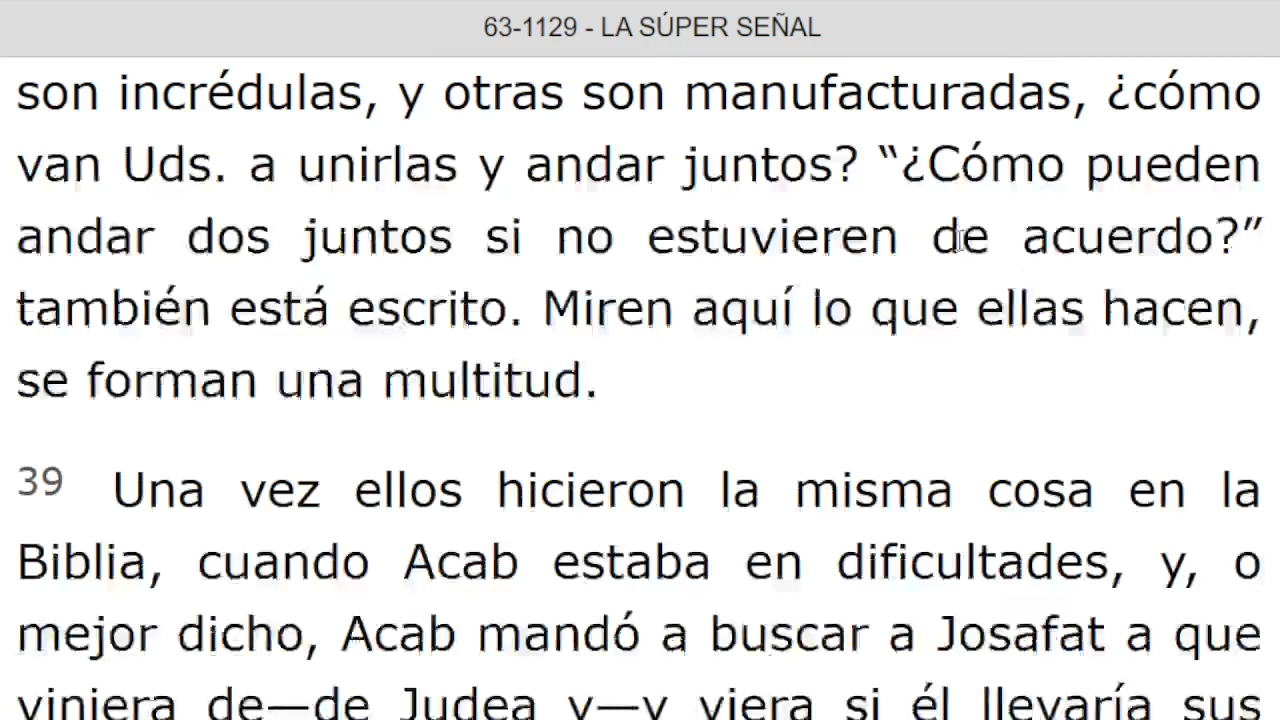 63-1129 - LA SÚPER SEÑAL
son incrédulas, y otras son manufacturadas, ¿cómo
van Uds. a unirlas y andar juntos? “¿Cómo pueden
andar dos juntos si no estuvieren de acuerdo?”
también está escrito. Miren aquí lo que ellas hacen,
se forman una multitud.
39 Una vez ellos hicieron la misma cosa en la
Biblia, cuando Acab estaba en dificultades, y, o
mejor dicho, Acab mandó a buscar a Josafat a que
viniera de—de Judea y—y viera si él llevaría sus